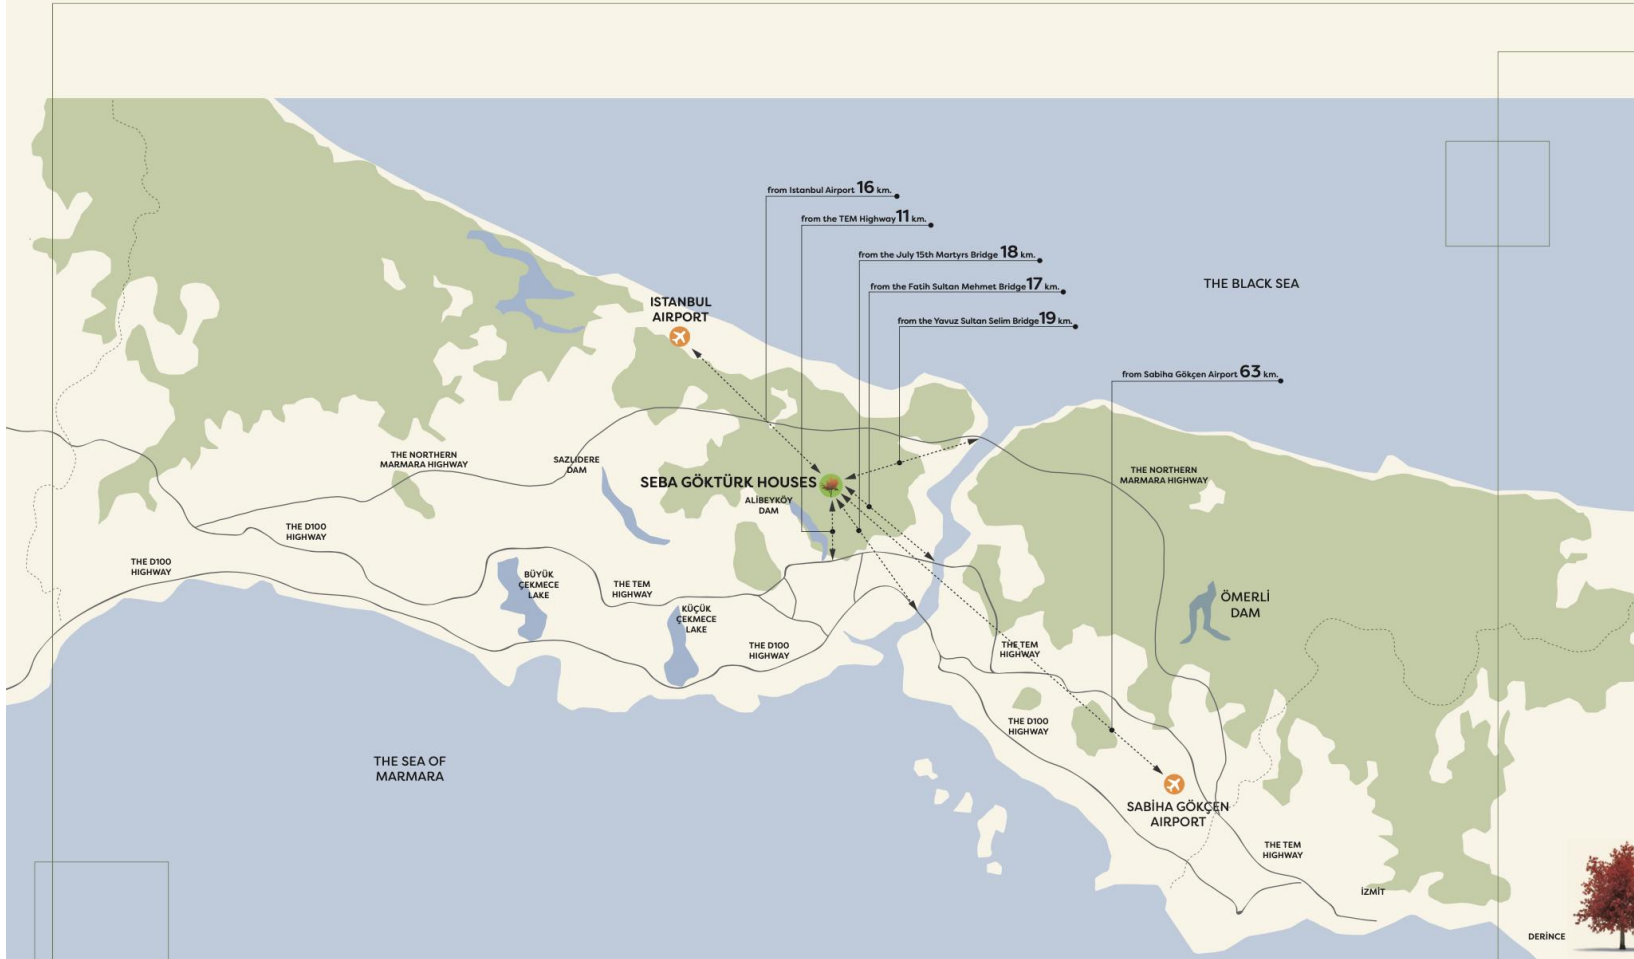 from Istanbul Airport 16 km.
from the TEM Highway 11 km.
from the July 15th Martyrs Bridge 18 km.
from the Fatih Sultan Mehmet Bridge 17 km.
THE BLACK SEA
ISTANBUL
AIRPORT
from the Yavuz Sultan Selim Bridge 19 km.
from Sabiha Gökçen Airport 63 km.
THE NORTHERN
MARMARA HIGHWAY
SAZLIDERE
DAM
SEBA GÖKTÜRK HOUSES
ALİBEYKÖY
DAM
THE NORTHERN
MARMARA HIGHWAY
THE D100
HIGHWAY
THE D100
HIGHWAY
BÜYÜK
ÇEKMECE
LAKE
THE TEM
HIGHWAY
KÜÇÜK
ÇEKMECE
LAKE
ÖMERLİ
DAM
THE D100
HIGHWAY
THE TEM
HIGHWAY
THE D100
HIGHWAY
THE SEA OF
MARMARA
SABİHA GÖKÇEN
AIRPORT
THE TEM
HIGHWAY
İZMİT
DERİNCE